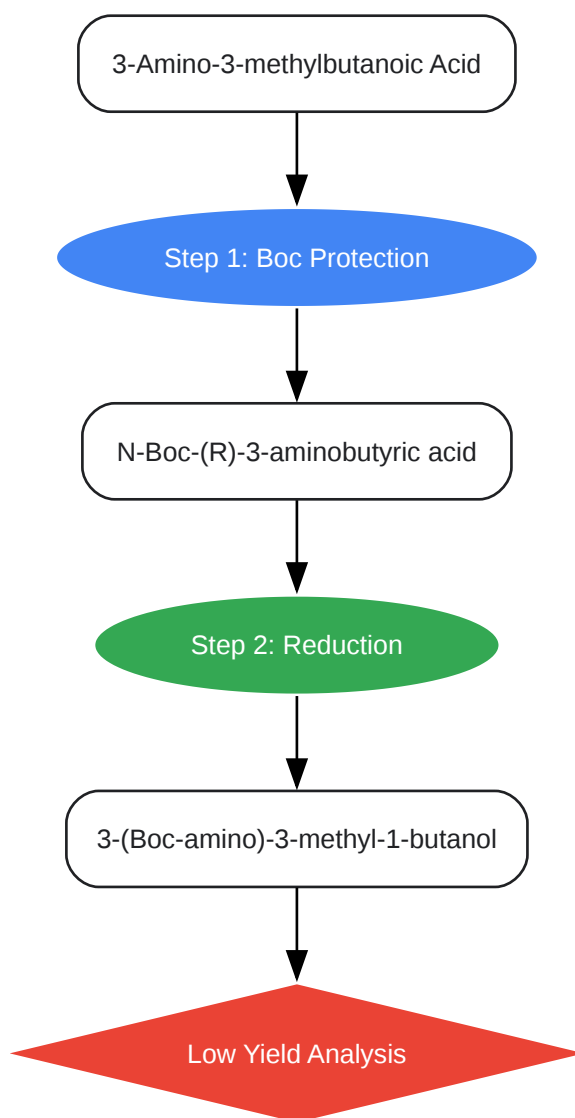 3-Amino-3-methylbutanoic Acid
Step 1: Boc Protection
N-Boc-(R)-3-aminobutyric acid
Step 2: Reduction
3-(Boc-amino)-3-methyl-1-butanol
Low Yield Analysis